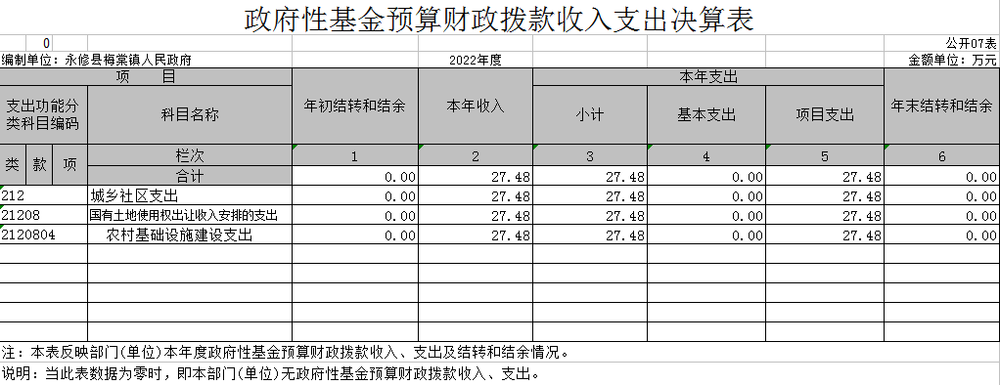 政府性基金预算财政拨款收入支出决算表
0 公开07表
编制单位：永修县梅棠镇人民政府 2022年度 金额单位：万元
项 目 年初结转和结余 本年收入 本年支出 年末结转和结余
支出功能分类科目编码 科目名称 小计 基本支出 项目支出
类 款 项 栏次 1 2 3 4 5 6
合计 0.00 27.48 27.48 0.00 27.48 0.00
212 城乡社区支出 0.00 27.48 27.48 0.00 27.48 0.00
21208 国有土地使用权出让收入安排的支出 0.00 27.48 27.48 0.00 27.48 0.00
2120804 农村基础设施建设支出 0.00 27.48 27.48 0.00 27.48 0.00
注：本表反映部门(单位)本年度政府性基金预算财政拨款收入、支出及结转和结余情况。
说明：当此表数据为零时，即本部门(单位)无政府性基金预算财政拨款收入、支出。